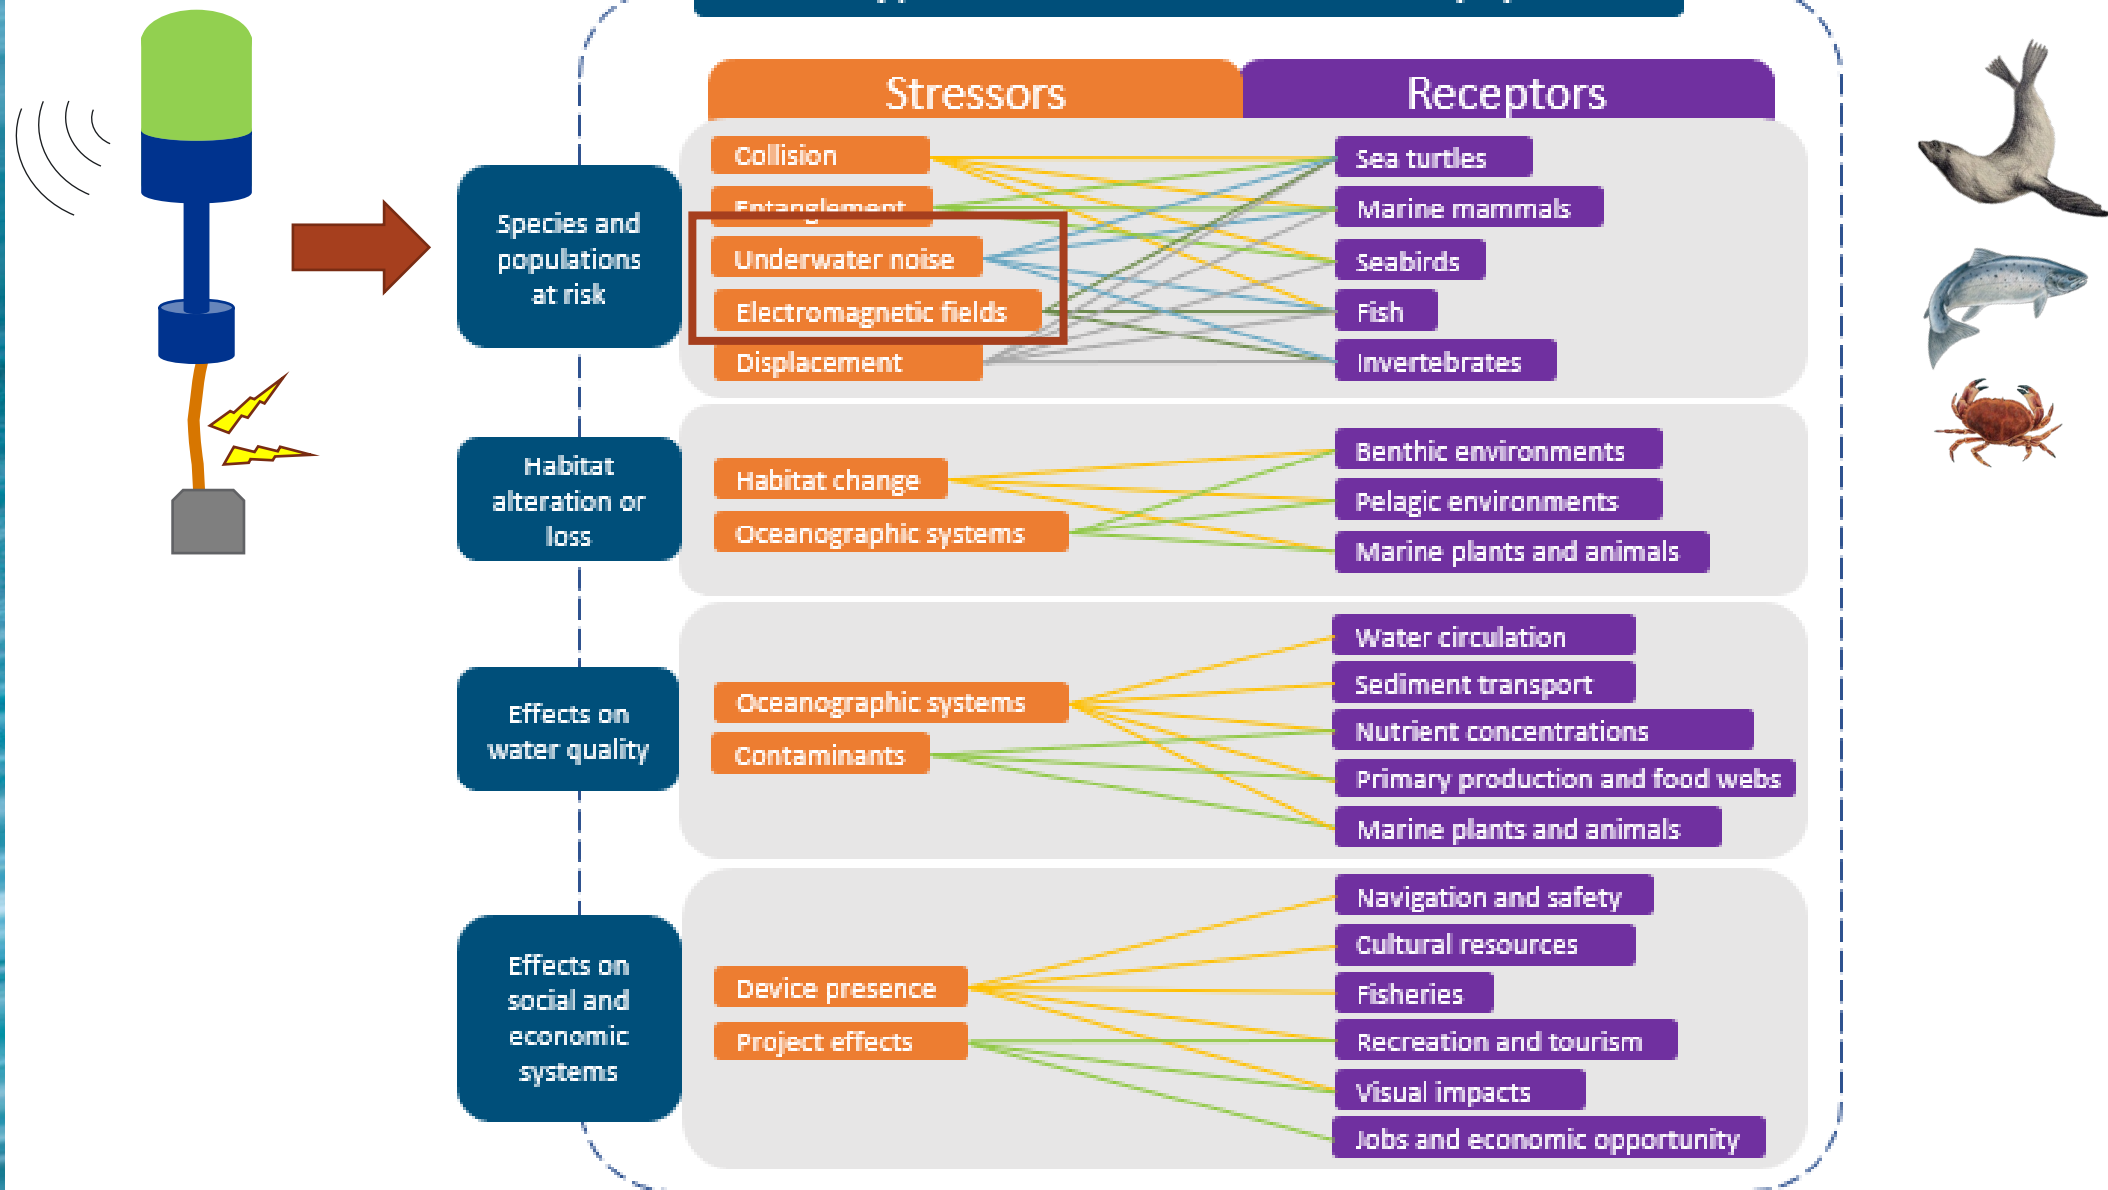 Stressors
Receptors
Species and
populations
at risk
Collision
Entanglement
Underwater noise
Electromagnetic fields
Displacement
Sea turtles
Marine mammals
Seabirds
Fish
Invertebrates
Habitat
alteration or
loss
Habitat change
Oceanographic systems
Benthic environments
Pelagic environments
Marine plants and animals
Effects on
water quality
Oceanographic systems
Contaminants
Water circulation
Sediment transport
Nutrient concentrations
Primary production and food webs
Marine plants and animals
Effects on
social and
economic
systems
Device presence
Project effects
Navigation and safety
Cultural resources
Fisheries
Recreation and tourism
Visual impacts
Jobs and economic opportunity